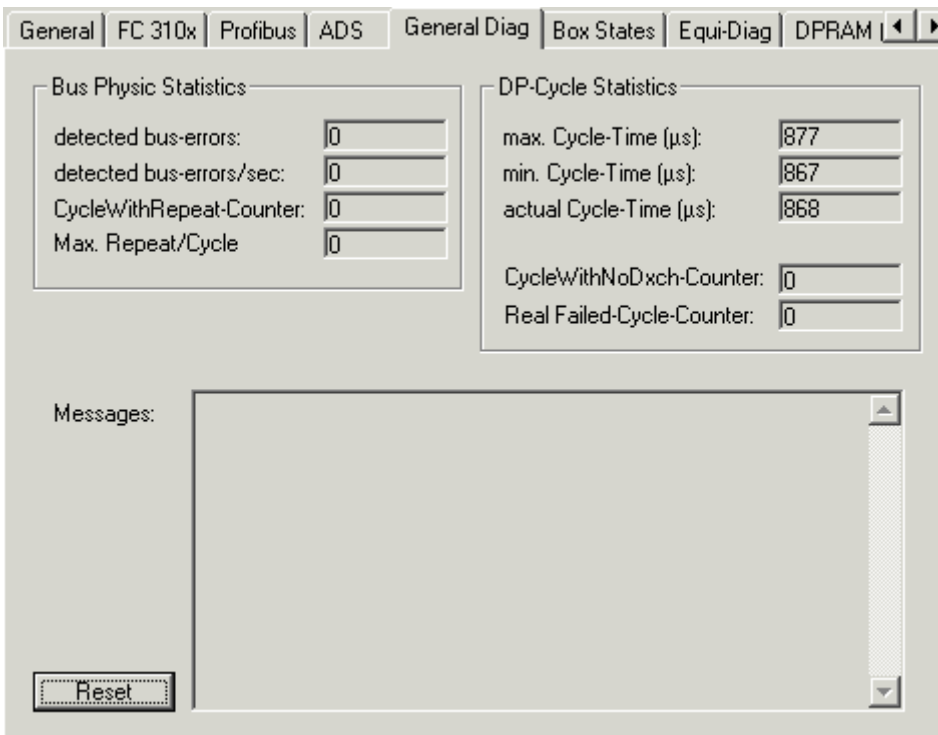 General FC 310x Profibus ADS General Diag Box States Equi-Diag DPRAM
Bus Physic Statistics
detected bus-errors: 0
detected bus-errors/sec: 0
CycleWithRepeat-Counter: 0
Max. Repeat/Cycle 0
DP-Cycle Statistics
max. Cycle-Time (µs): 877
min. Cycle-Time (µs): 867
actual Cycle-Time (µs): 868
CycleWithNoDxch-Counter: 0
Real Failed-Cycle-Counter: 0
Messages:
Reset